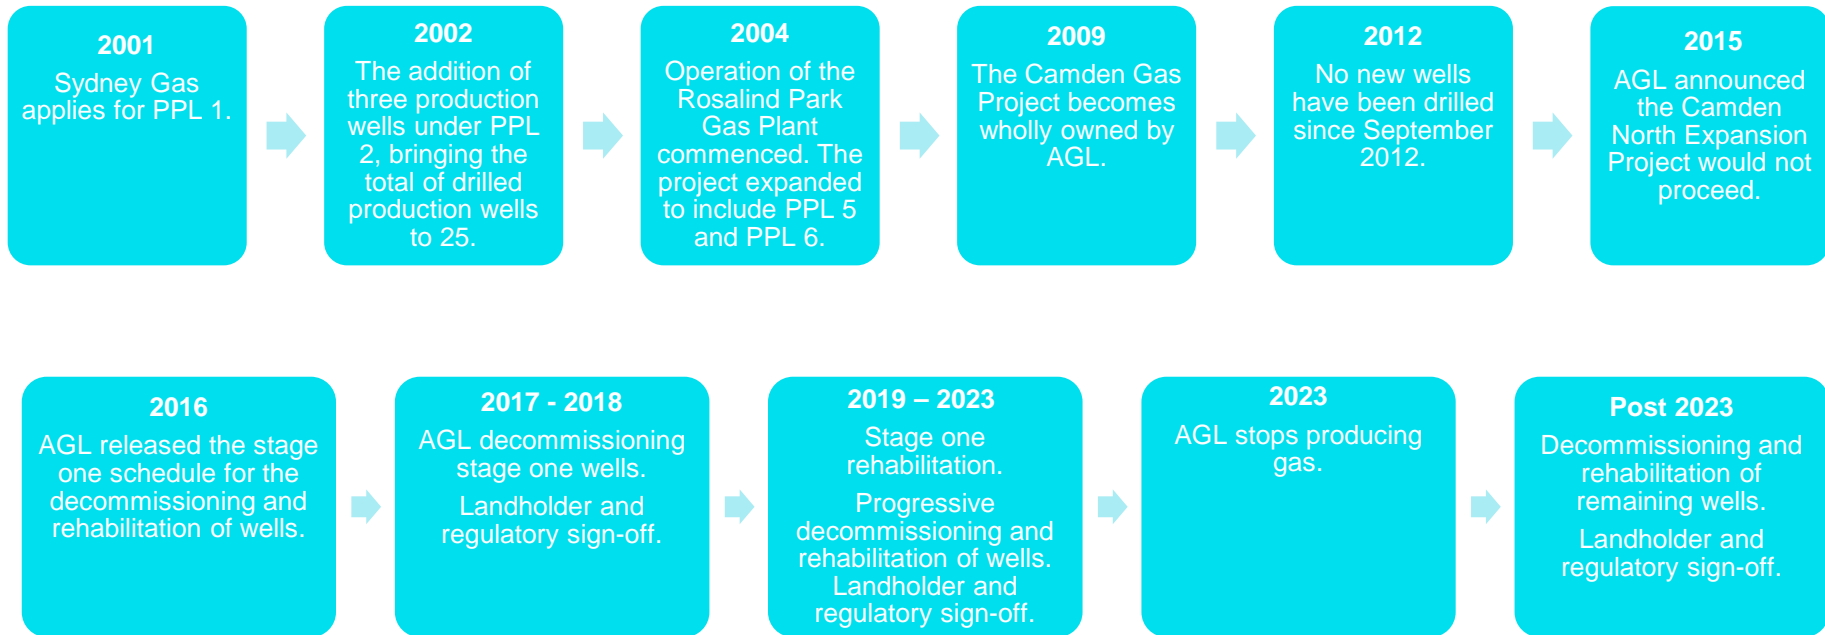 2001
Sydney Gas
applies for PPL 1.
2002
The addition of
three production
wells under PPL
2, bringing the
total of drilled
production wells
to 25.
2004
Operation of the
Rosalind Park
Gas Plant
commenced. The
project expanded
to include PPL 5
and PPL 6.
2009
The Camden Gas
Project becomes
wholly owned by
AGL.
2012
No new wells
have been drilled
since September
2012.
2015
AGL announced
the Camden
North Expansion
Project would not
proceed.
2016
AGL released the stage
one schedule for the
decommissioning and
rehabilitation of wells.
2017 - 2018
AGL decommissioning
stage one wells.
Landholder and
regulatory sign-off.
2019 – 2023
Stage one
rehabilitation.
Progressive
decommissioning and
rehabilitation of wells.
Landholder and
regulatory sign-off.
2023
AGL stops producing
gas.
Post 2023
Decommissioning and
rehabilitation of
remaining wells.
Landholder and
regulatory sign-off.